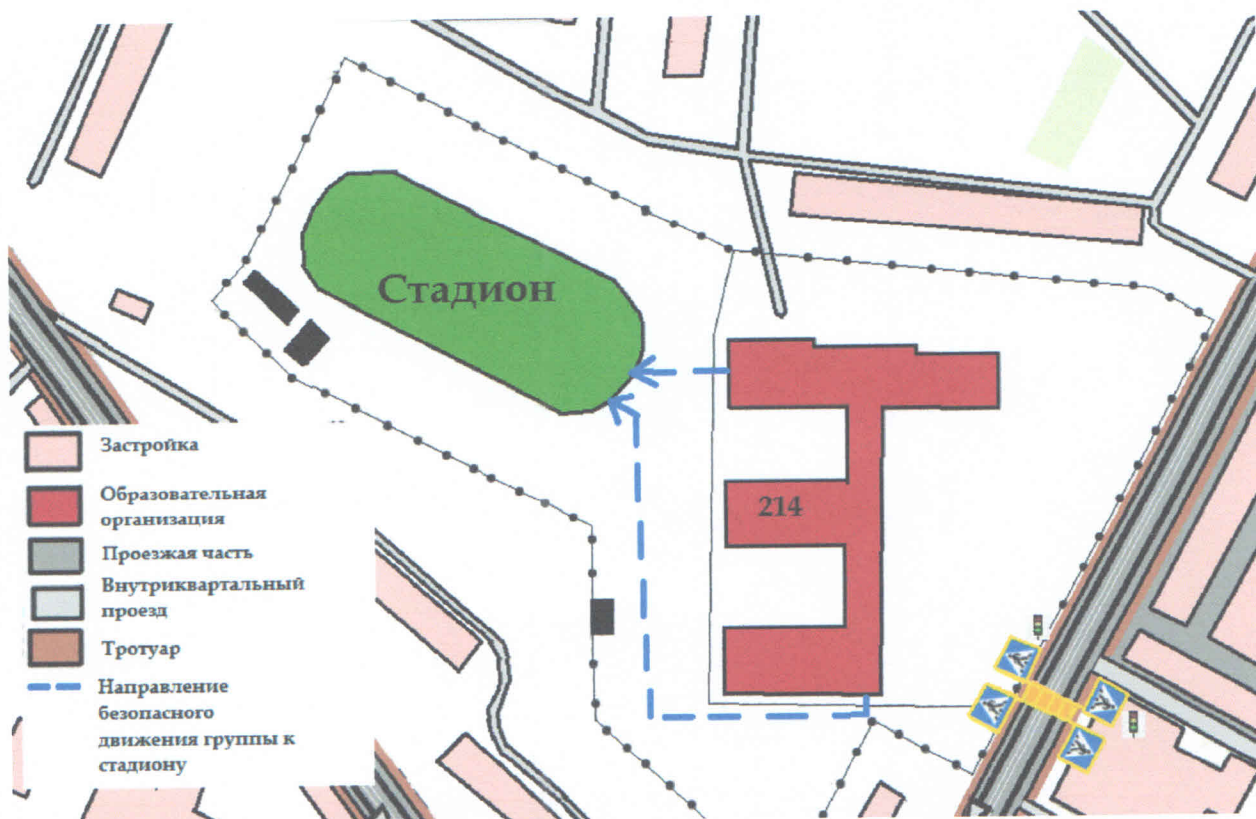 Стадион
214
Застройка
Образовательная
организация
Проезжая часть
Внутриквартальный
проезд
Тротуар
Направление
безопасного
движения группы к
стадиону